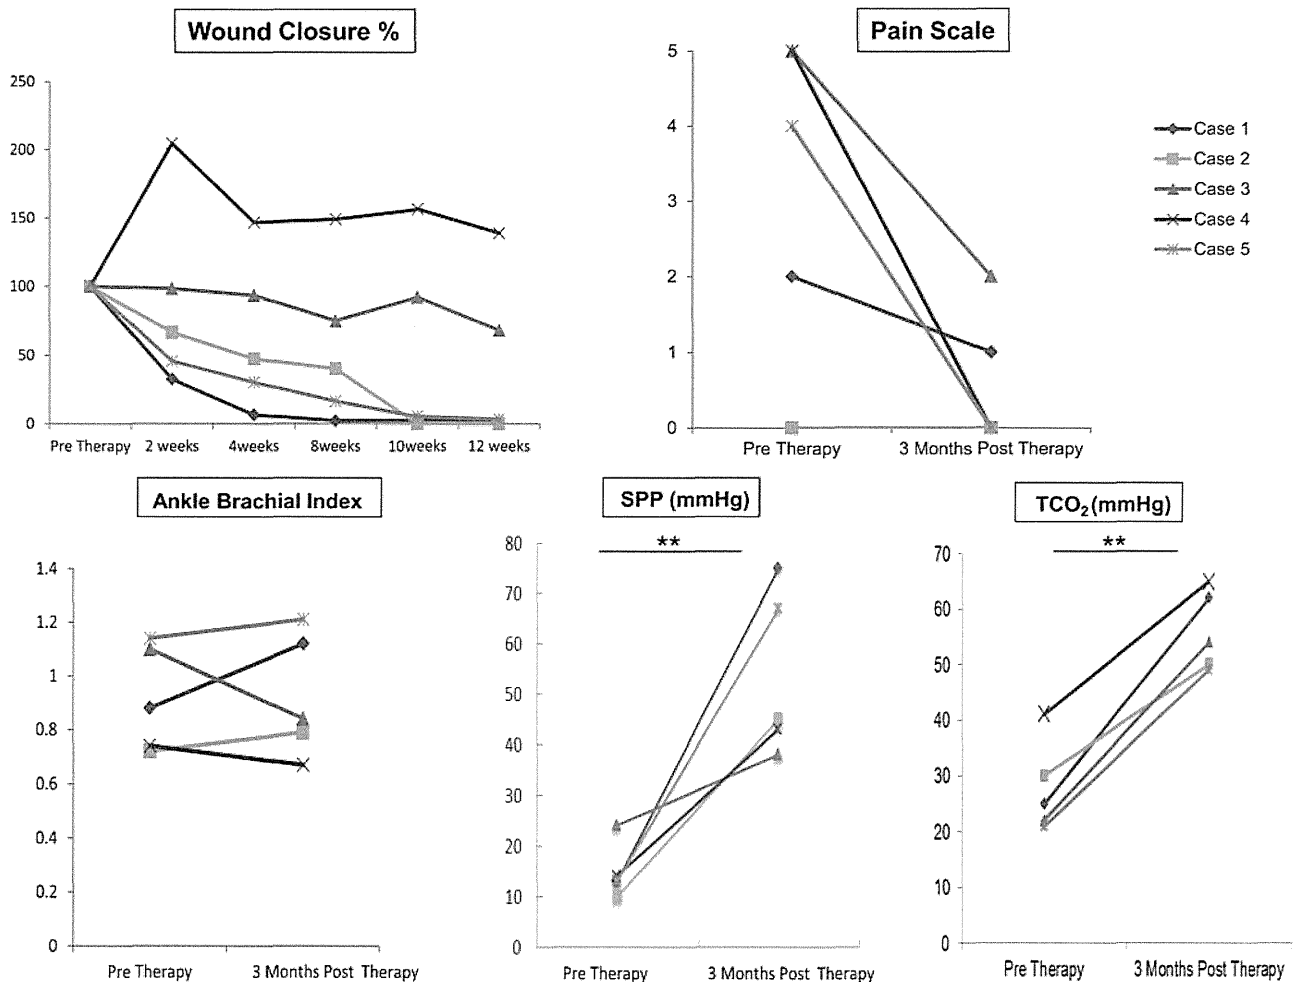 Wound Closure %
250
200
150
100
50
0
Pre Therapy 2 weeks 4weeks 8weeks 10weeks 12 weeks
Pain Scale
5
4
3
2
1
0
Pre Therapy 3 Months Post Therapy
Case 1
Case 2
Case 3
Case 4
Case 5
Ankle Brachial Index
1.4
1.2
1
0.8
0.6
0.4
0.2
0
Pre Therapy 3 Months Post Therapy
SPP (mmHg)
**
80
70
60
50
40
30
20
10
0
Pre Therapy 3 Months Post Therapy
TCO₂ (mmHg)
**
70
60
50
40
30
20
10
0
Pre Therapy 3 Months Post Therapy